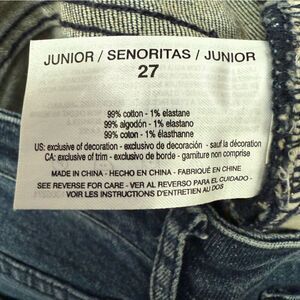 JUNIOR / SEÑORITAS / JUNIOR
27
99% cotton - 1% elastane
99% algodón - 1% elastano
99% coton - 1% élasthanne
US: exclusive of decoration - exclusivo de decoración - sauf la décoration
CA: exclusive of trim - exclusivo de borde - garniture non comprise
MADE IN CHINA - HECHO EN CHINA - FABRIQUÉ EN CHINE
SEE REVERSE FOR CARE - VER AL REVERSO PARA EL CUIDADO -
VOIR LES INSTRUCTIONS D'ENTRETIEN AU DOS